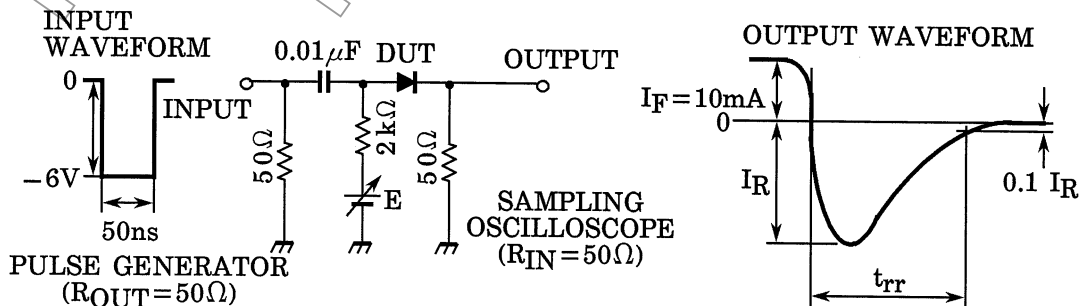 INPUT
WAVEFORM
0
−6V
50ns
PULSE GENERATOR
(ROUT=50Ω)
INPUT
0.01μF
DUT
OUTPUT
50Ω
2kΩ
E
50Ω
SAMPLING
OSCILLOSCOPE
(RIN=50Ω)
OUTPUT WAVEFORM
IF=10mA
0
IR
0.1 IR
trr